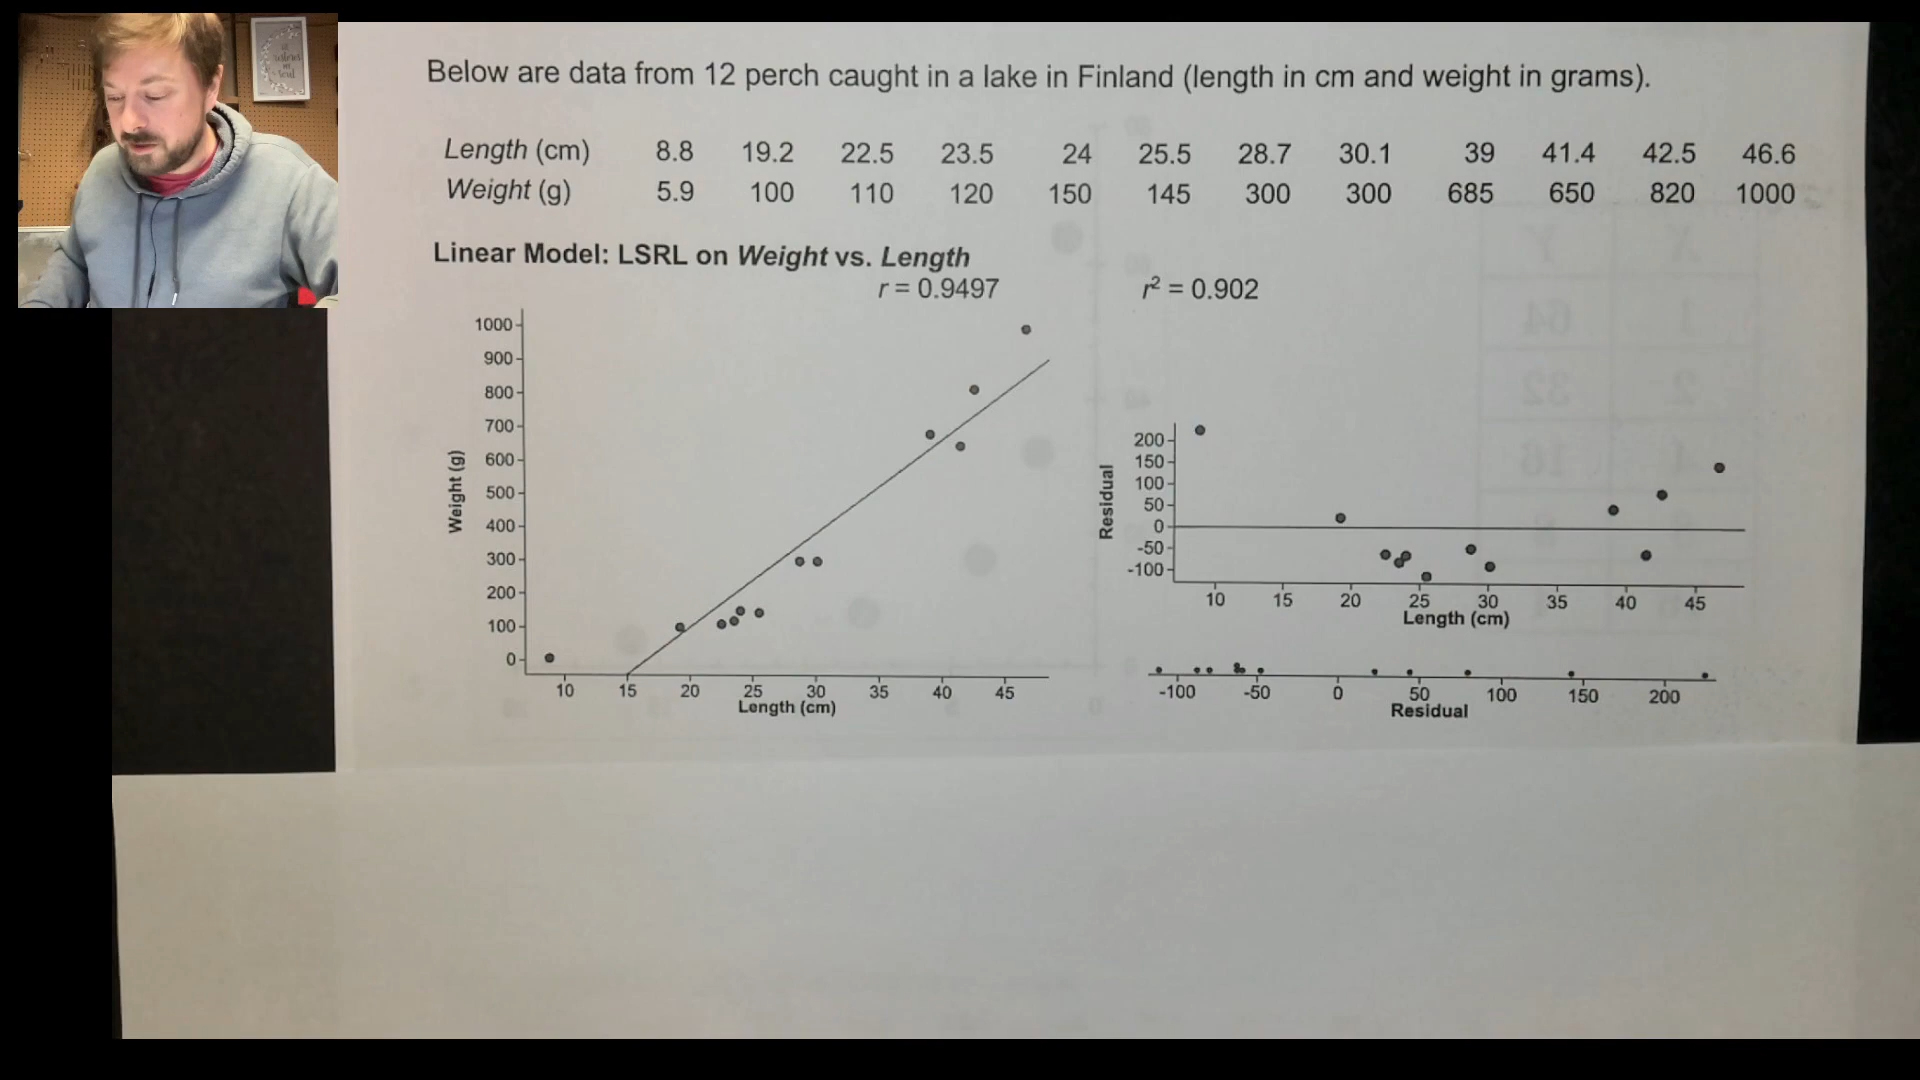 Below are data from 12 perch caught in a lake in Finland (length in cm and weight in grams).
Length (cm) 8.8 19.2 22.5 23.5 24 25.5 28.7 30.1 39 41.4 42.5 46.6
Weight (g) 5.9 100 110 120 150 145 300 300 685 650 820 1000
Linear Model: LSRL on Weight vs. Length
r = 0.9497 r² = 0.902
1000
900
800
700
600
500
400
300
200
100
0
Weight (g)
10 15 20 25 30 35 40 45
Length (cm)
200
150
100
50
0
-50
-100
Residual
10 15 20 25 30 35 40 45
Length (cm)
-100 -50 0 50 100 150 200
Residual